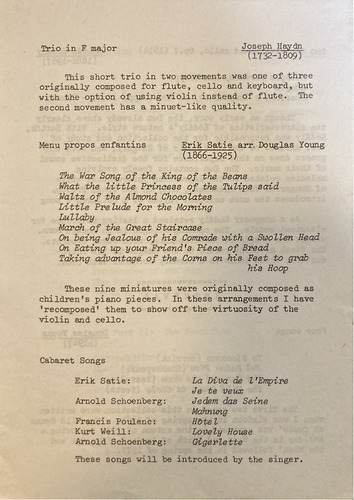 Trio in F major Joseph Haydn
(1732-1809)
This short trio in two movements was one of three
originally composed for flute, cello and keyboard, but
with the option of using violin instead of flute. The
second movement has a minuet-like quality.
Menu propos enfantins Erik Satie arr. Douglas Young
(1866-1925)
The War Song of the King of the Beans
What the little Princess of the Tulips said
Waltz of the Almond Chocolates
Little Prelude for the Morning
Lullaby
March of the Great Staircase
On being Jealous of his Comrade with a Swollen Head
On Eating up your Friend's Piece of Bread
Taking advantage of the Corns on his Feet to grab
his Hoop
These nine miniatures were originally composed as
children's piano pieces. In these arrangements I have
'recomposed' them to show off the virtuosity of the
violin and cello.
Cabaret Songs
Erik Satie: La Diva de l'Empire
Je te veux
Arnold Schoenberg: Jedem das Seine
Mahnung
Francis Poulenc: Hôtel
Kurt Weill: Lovely House
Arnold Schoenberg: Gigerlette
These songs will be introduced by the singer.